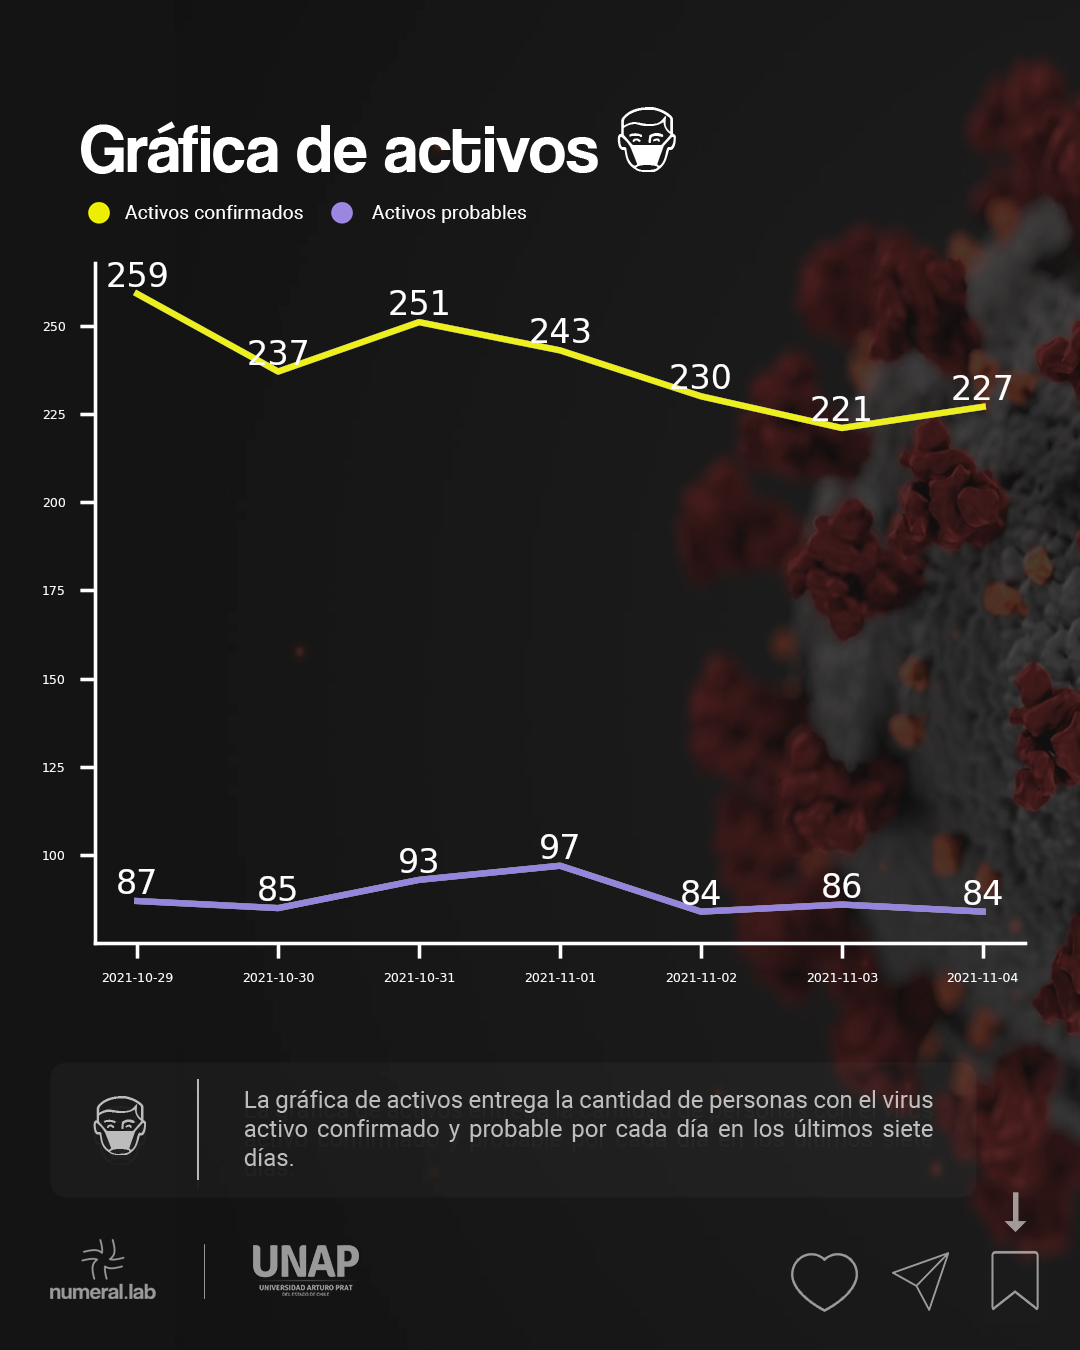 Gráfica de activos
Activos confirmados Activos probables
259
237
251
243
230
221
227
250
225
200
175
150
125
100
87
85
93
97
84
86
84
2021-10-29 2021-10-30 2021-10-31 2021-11-01 2021-11-02 2021-11-03 2021-11-04
La gráfica de activos entrega la cantidad de personas con el virus
activo confirmado y probable por cada día en los últimos siete
días.
numeral.lab
UNAP
UNIVERSIDAD ARTURO PRAT
DEL ESTADO DE CHILE